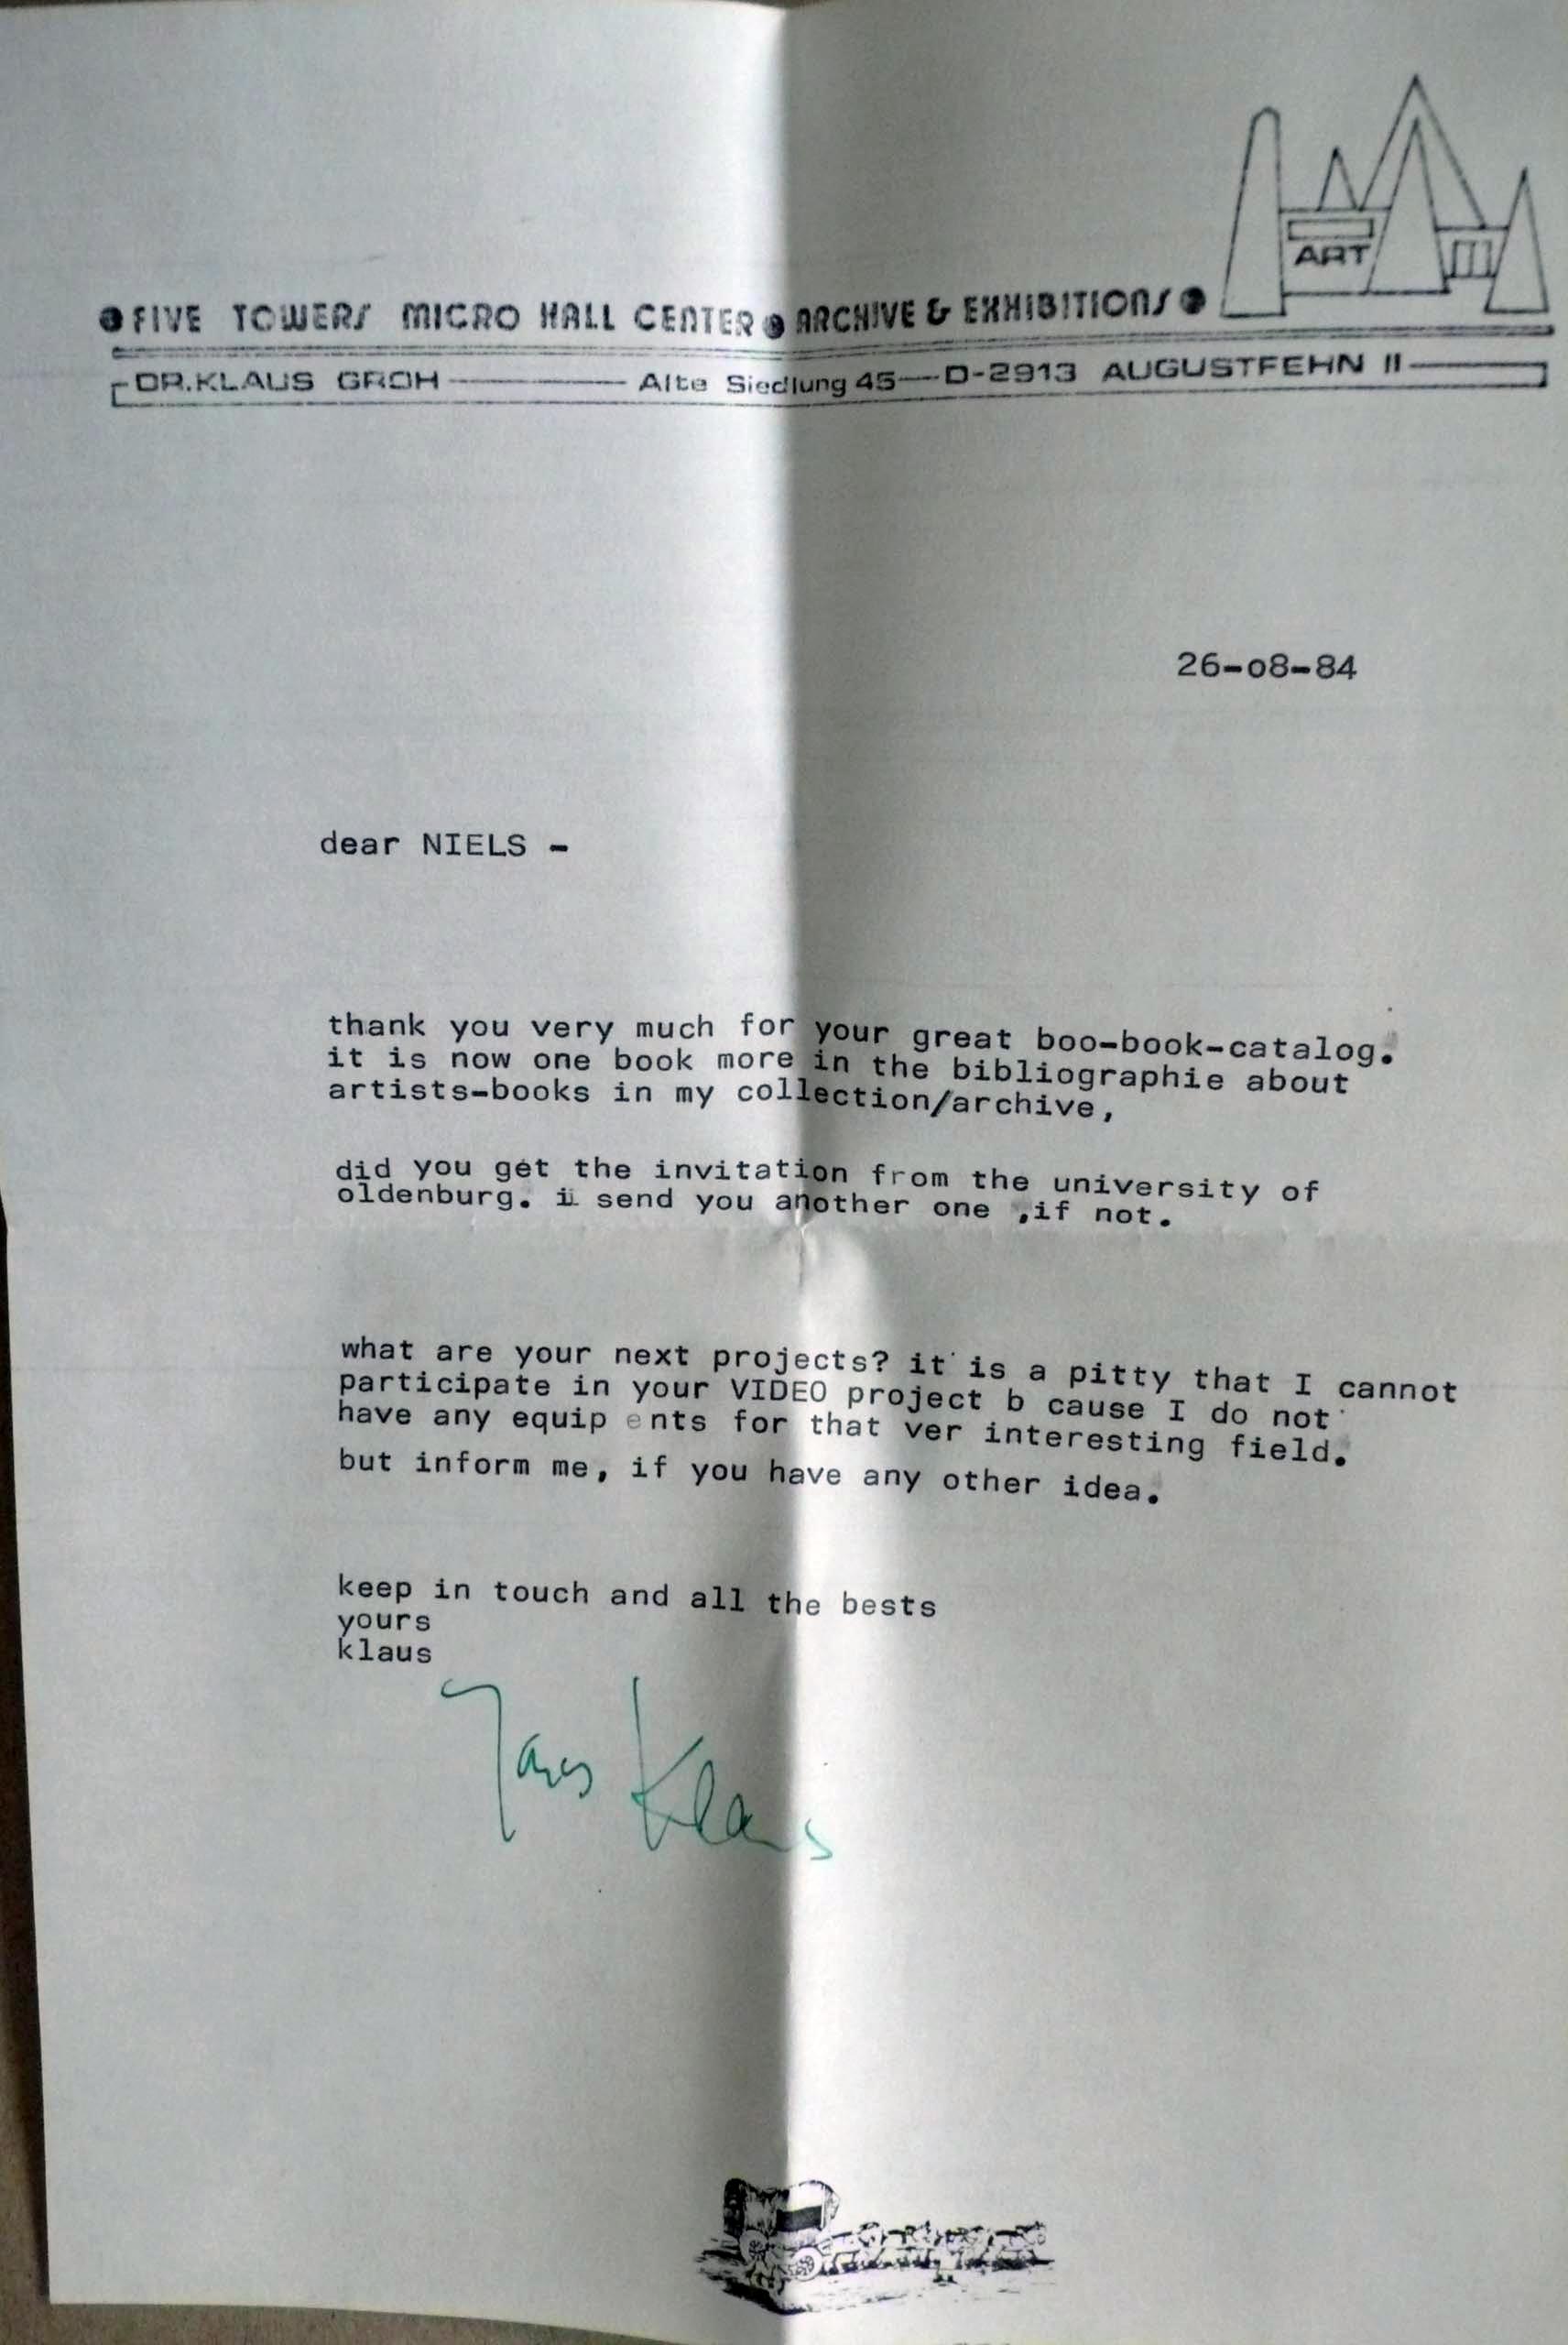 ART
●FIVE TOWERS MICRO HALL CENTER●ARCHIVE & EXHIBITIONS●
DR.KLAUS GROH Alte Siedlung 45—D-2913 AUGUSTFEHN II
26-o8-84
dear NIELS -
thank you very much for your great boo-book-catalog.
it is now one book more in the bibliographie about
artists-books in my collection/archive,
did you get the invitation from the university of
oldenburg. i send you another one ,if not.
what are your next projects? it is a pitty that I cannot
participate in your VIDEO project b cause I do not
have any equip ents for that ver interesting field.
but inform me, if you have any other idea.
keep in touch and all the bests
yours
klaus
Yours Klaus